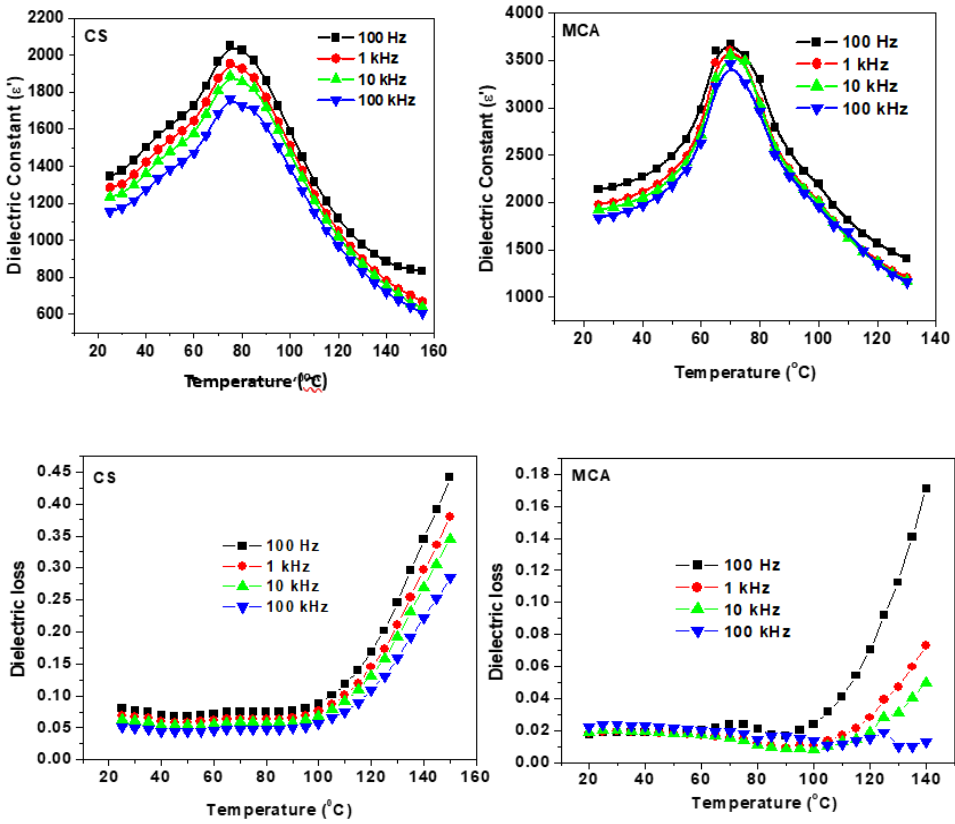 CS
100 Hz
1 kHz
10 kHz
100 kHz
2200
2000
1800
1600
1400
1200
1000
800
600
Dielectric Constant (ε')
20 40 60 80 100 120 140 160
Temperature (°C)
MCA
100 Hz
1 kHz
10 kHz
100 kHz
4000
3500
3000
2500
2000
1500
1000
Dielectric Constant (ε')
20 40 60 80 100 120 140
Temperature (°C)
CS
100 Hz
1 kHz
10 kHz
100 kHz
0.45
0.40
0.35
0.30
0.25
0.20
0.15
0.10
0.05
0.00
Dielectric loss
20 40 60 80 100 120 140 160
Temperature (⁰C)
MCA
100 Hz
1 kHz
10 kHz
100 kHz
0.18
0.16
0.14
0.12
0.10
0.08
0.06
0.04
0.02
0.00
Dielectric loss
20 40 60 80 100 120 140
Temperature (°C)